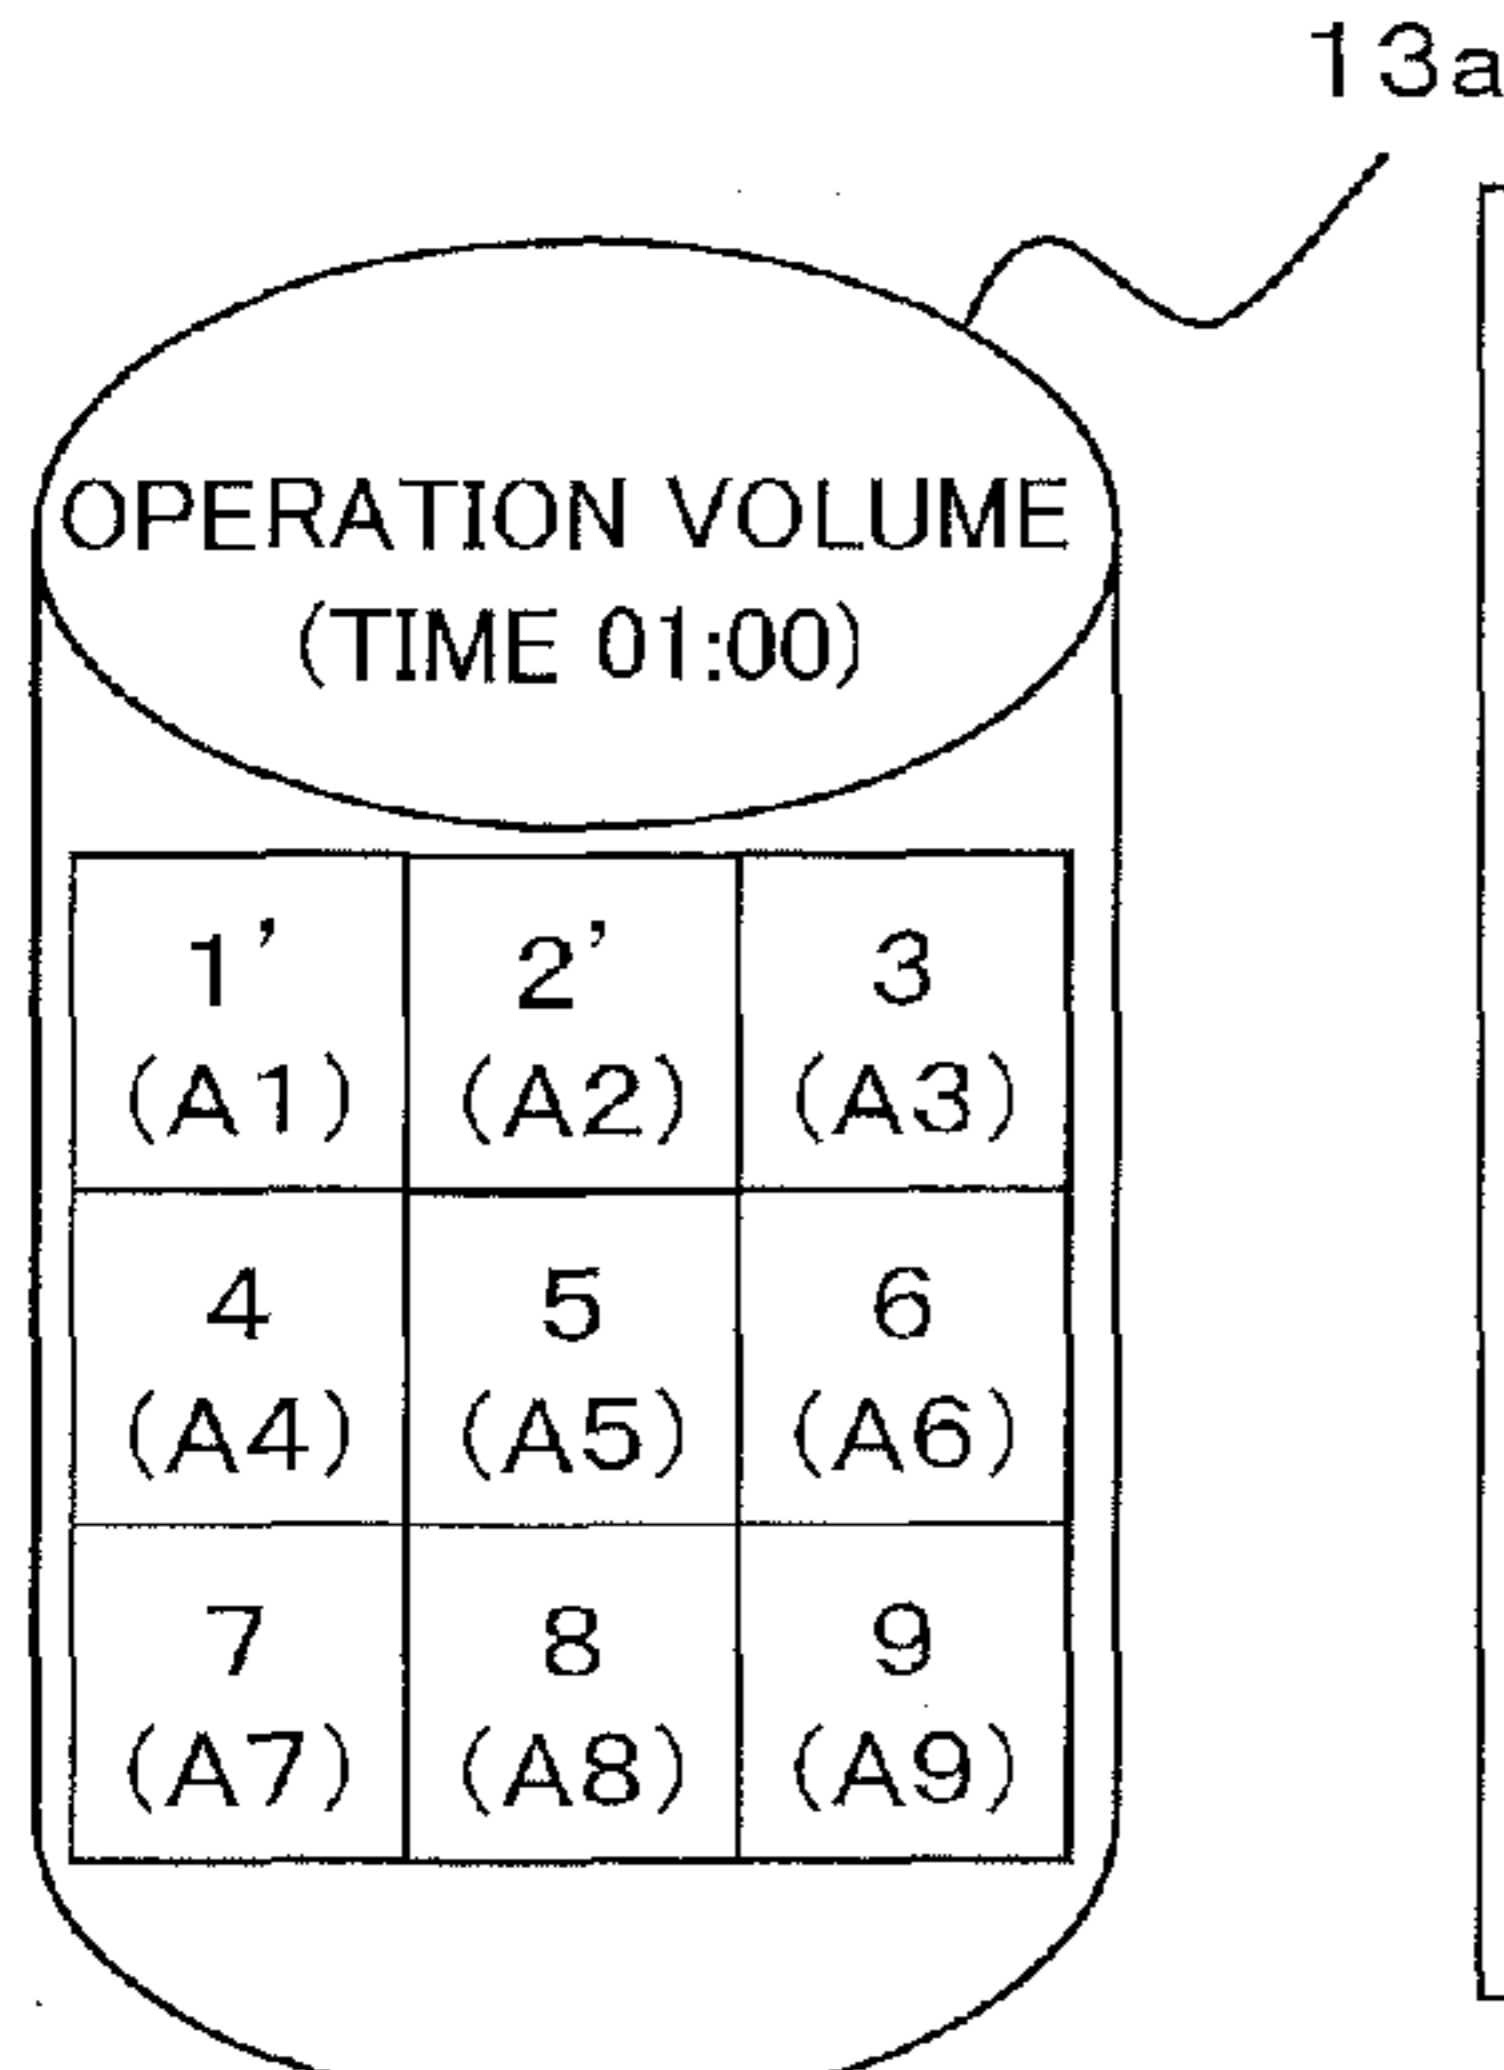 13a
OPERATION VOLUME
(TIME 01:00)
1' 2' 3
(A1) (A2) (A3)
4 5 6
(A4) (A5) (A6)
7 8 9
(A7) (A8) (A9)